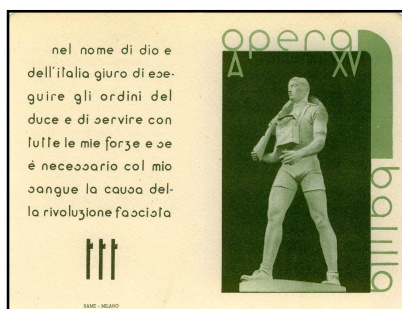 nel nome di dio e
dell'italia giuro di ese-
guire gli ordini del
duce e di servire con
tutte le mie forze e se
è necessario col mio
sangue la causa del-
la rivoluzione fascista
SAME - MILANO
opera
A XV
balilla